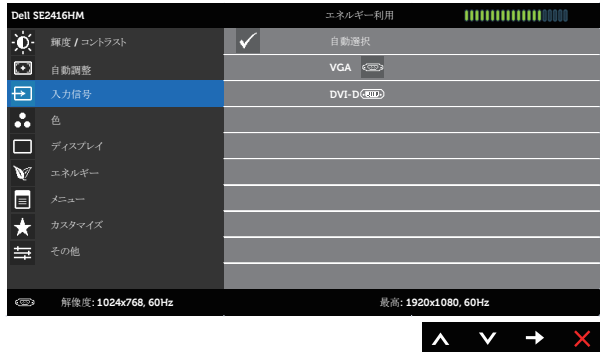 Dell SE2416HM エネルギー利用
輝度 / コントラスト
自動選択
自動調整
VGA
入力信号
DVI-D
色
ディスプレイ
エネルギー
メニュー
カスタマイズ
その他
解像度: 1024x768, 60Hz
最高: 1920x1080, 60Hz